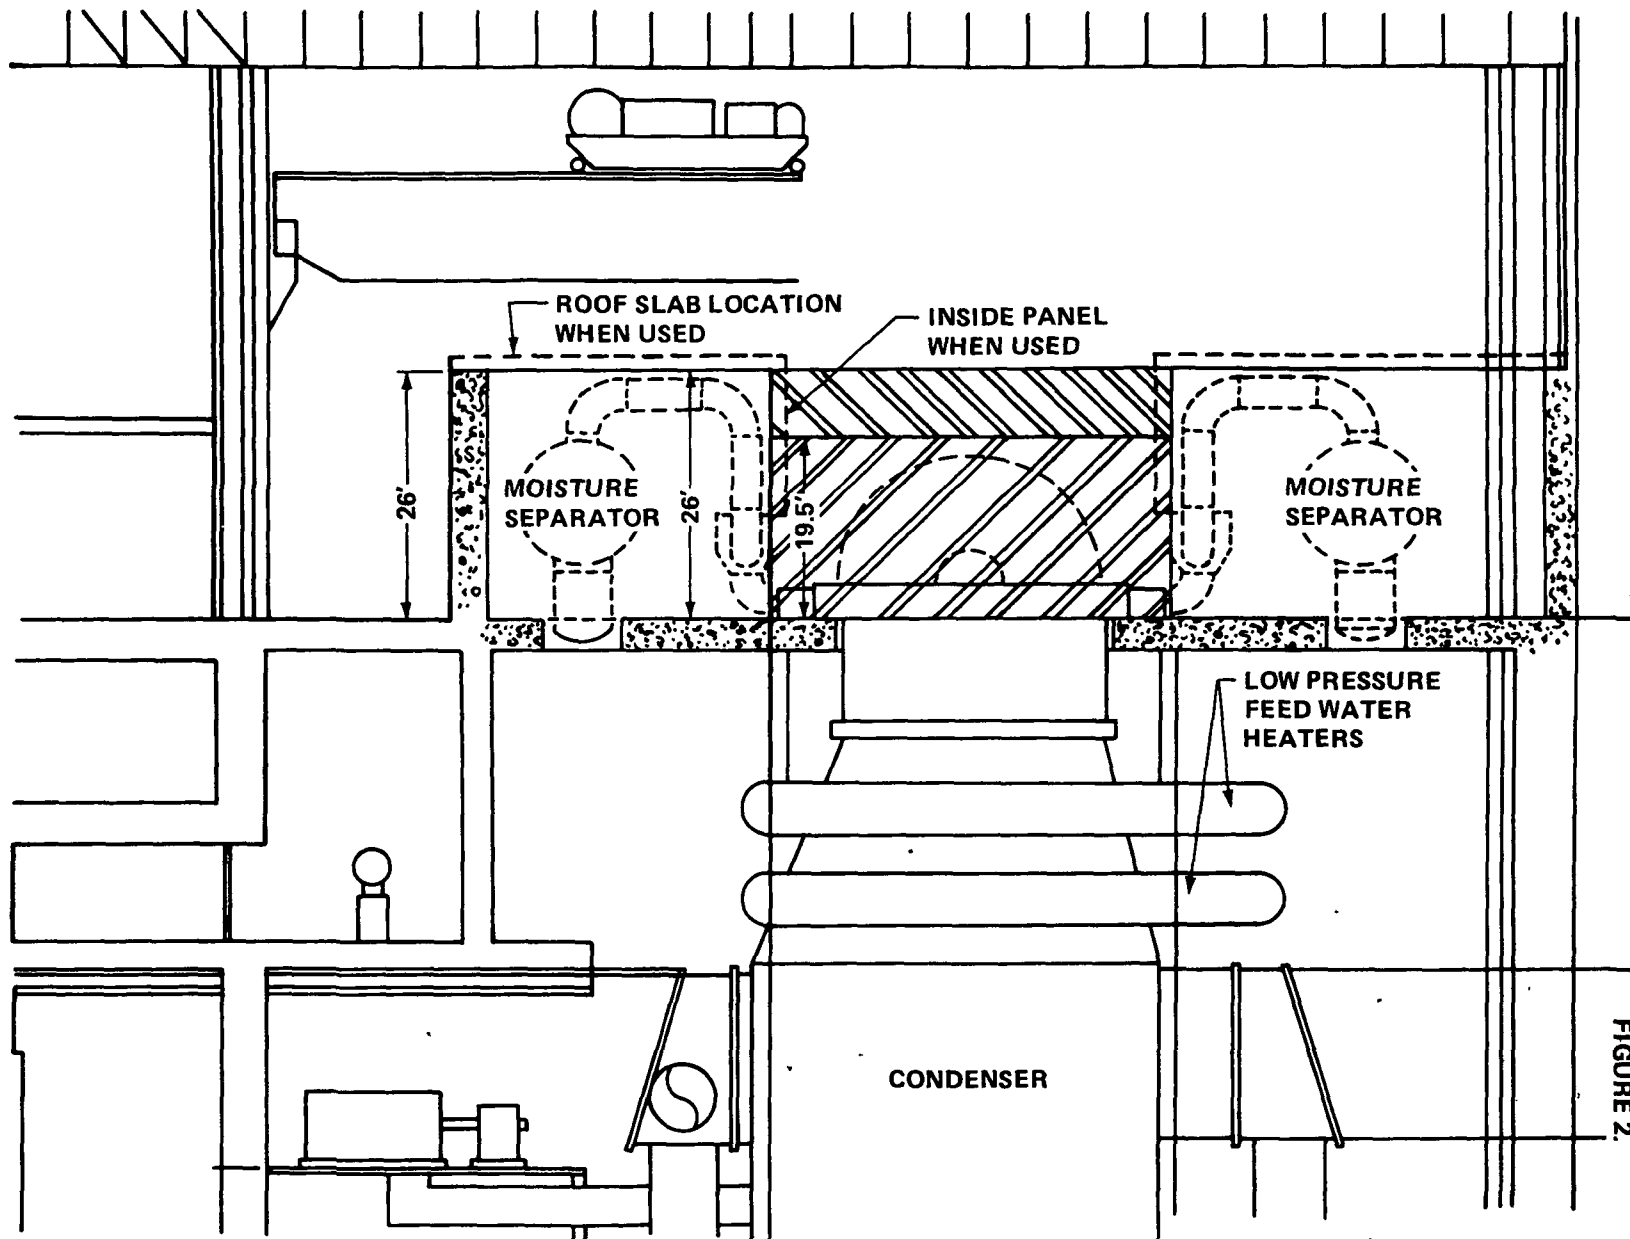 ROOF SLAB LOCATION
WHEN USED
INSIDE PANEL
WHEN USED
26'
MOISTURE
SEPARATOR
26'
19.5'
MOISTURE
SEPARATOR
LOW PRESSURE
FEED WATER
HEATERS
CONDENSER
FIGURE 2.